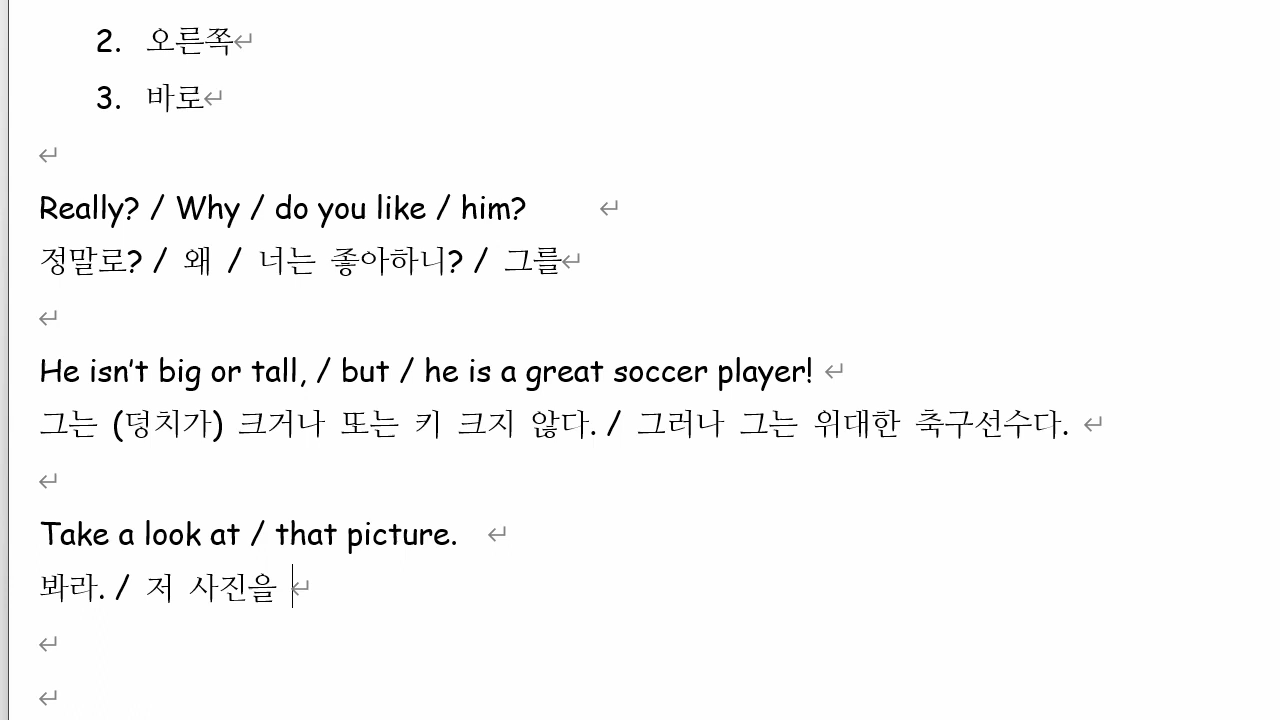 2. 오른쪽
3. 바로
Really? / Why / do you like / him?
정말로? / 왜 / 너는 좋아하니? / 그를
He isn’t big or tall, / but / he is a great soccer player!
그는 (덩치가) 크거나 또는 키 크지 않다. / 그러나 그는 위대한 축구선수다.
Take a look at / that picture.
봐라. / 저 사진을